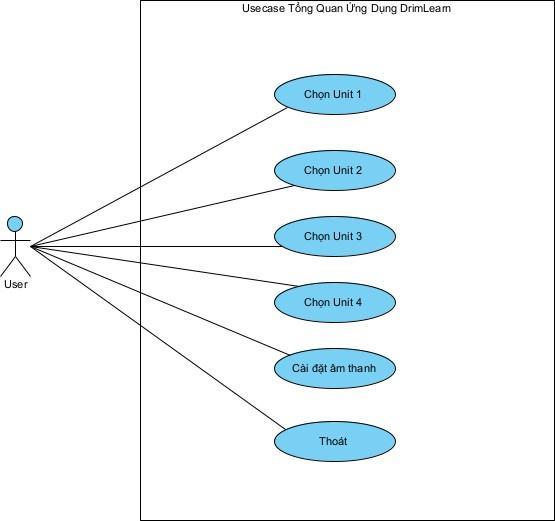 Usecase Tổng Quan Ứng Dụng DrimLearn
Chọn Unit 1
Chọn Unit 2
Chọn Unit 3
Chọn Unit 4
Cài đặt âm thanh
Thoát
User